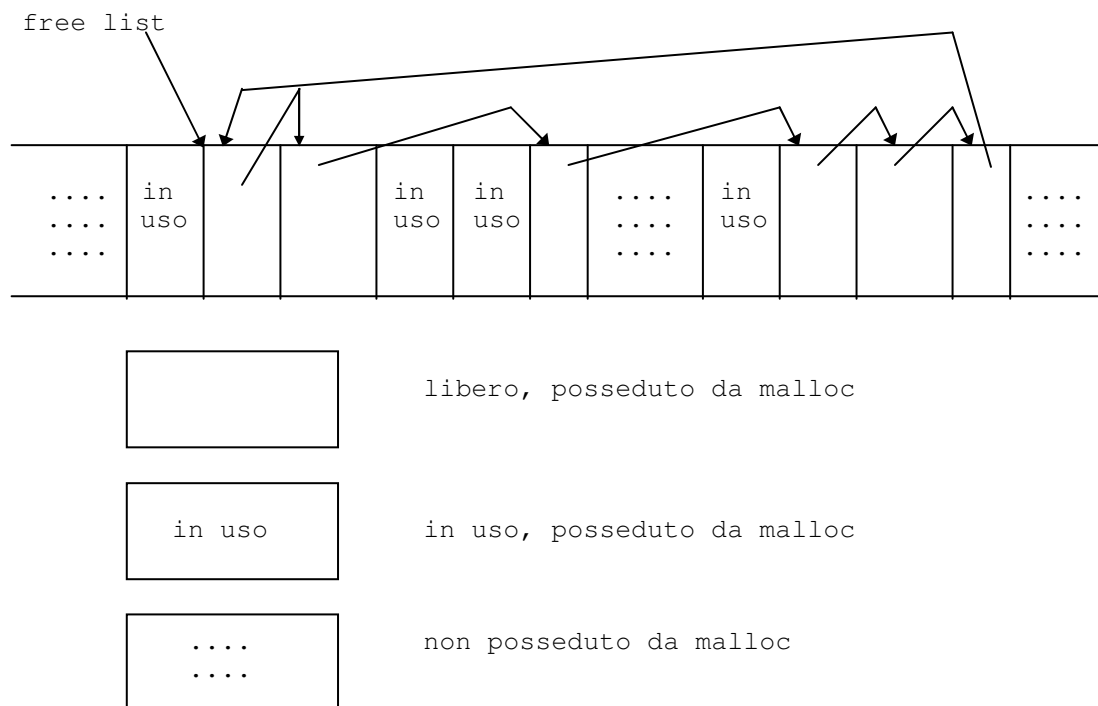 free list
.... in in in .... in ....
.... uso uso uso .... uso ....
.... .... ....
libero, posseduto da malloc
in uso in uso, posseduto da malloc
.... non posseduto da malloc
....